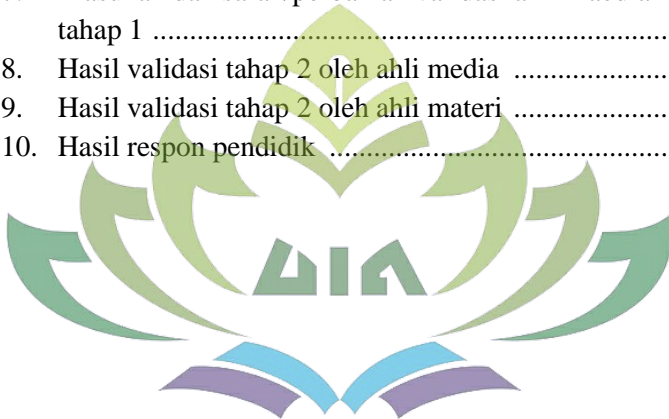 tahap 1 ........................................................................
8. Hasil validasi tahap 2 oleh ahli media ......................
9. Hasil validasi tahap 2 oleh ahli materi ......................
10. Hasil respon pendidik ................................................
UIN